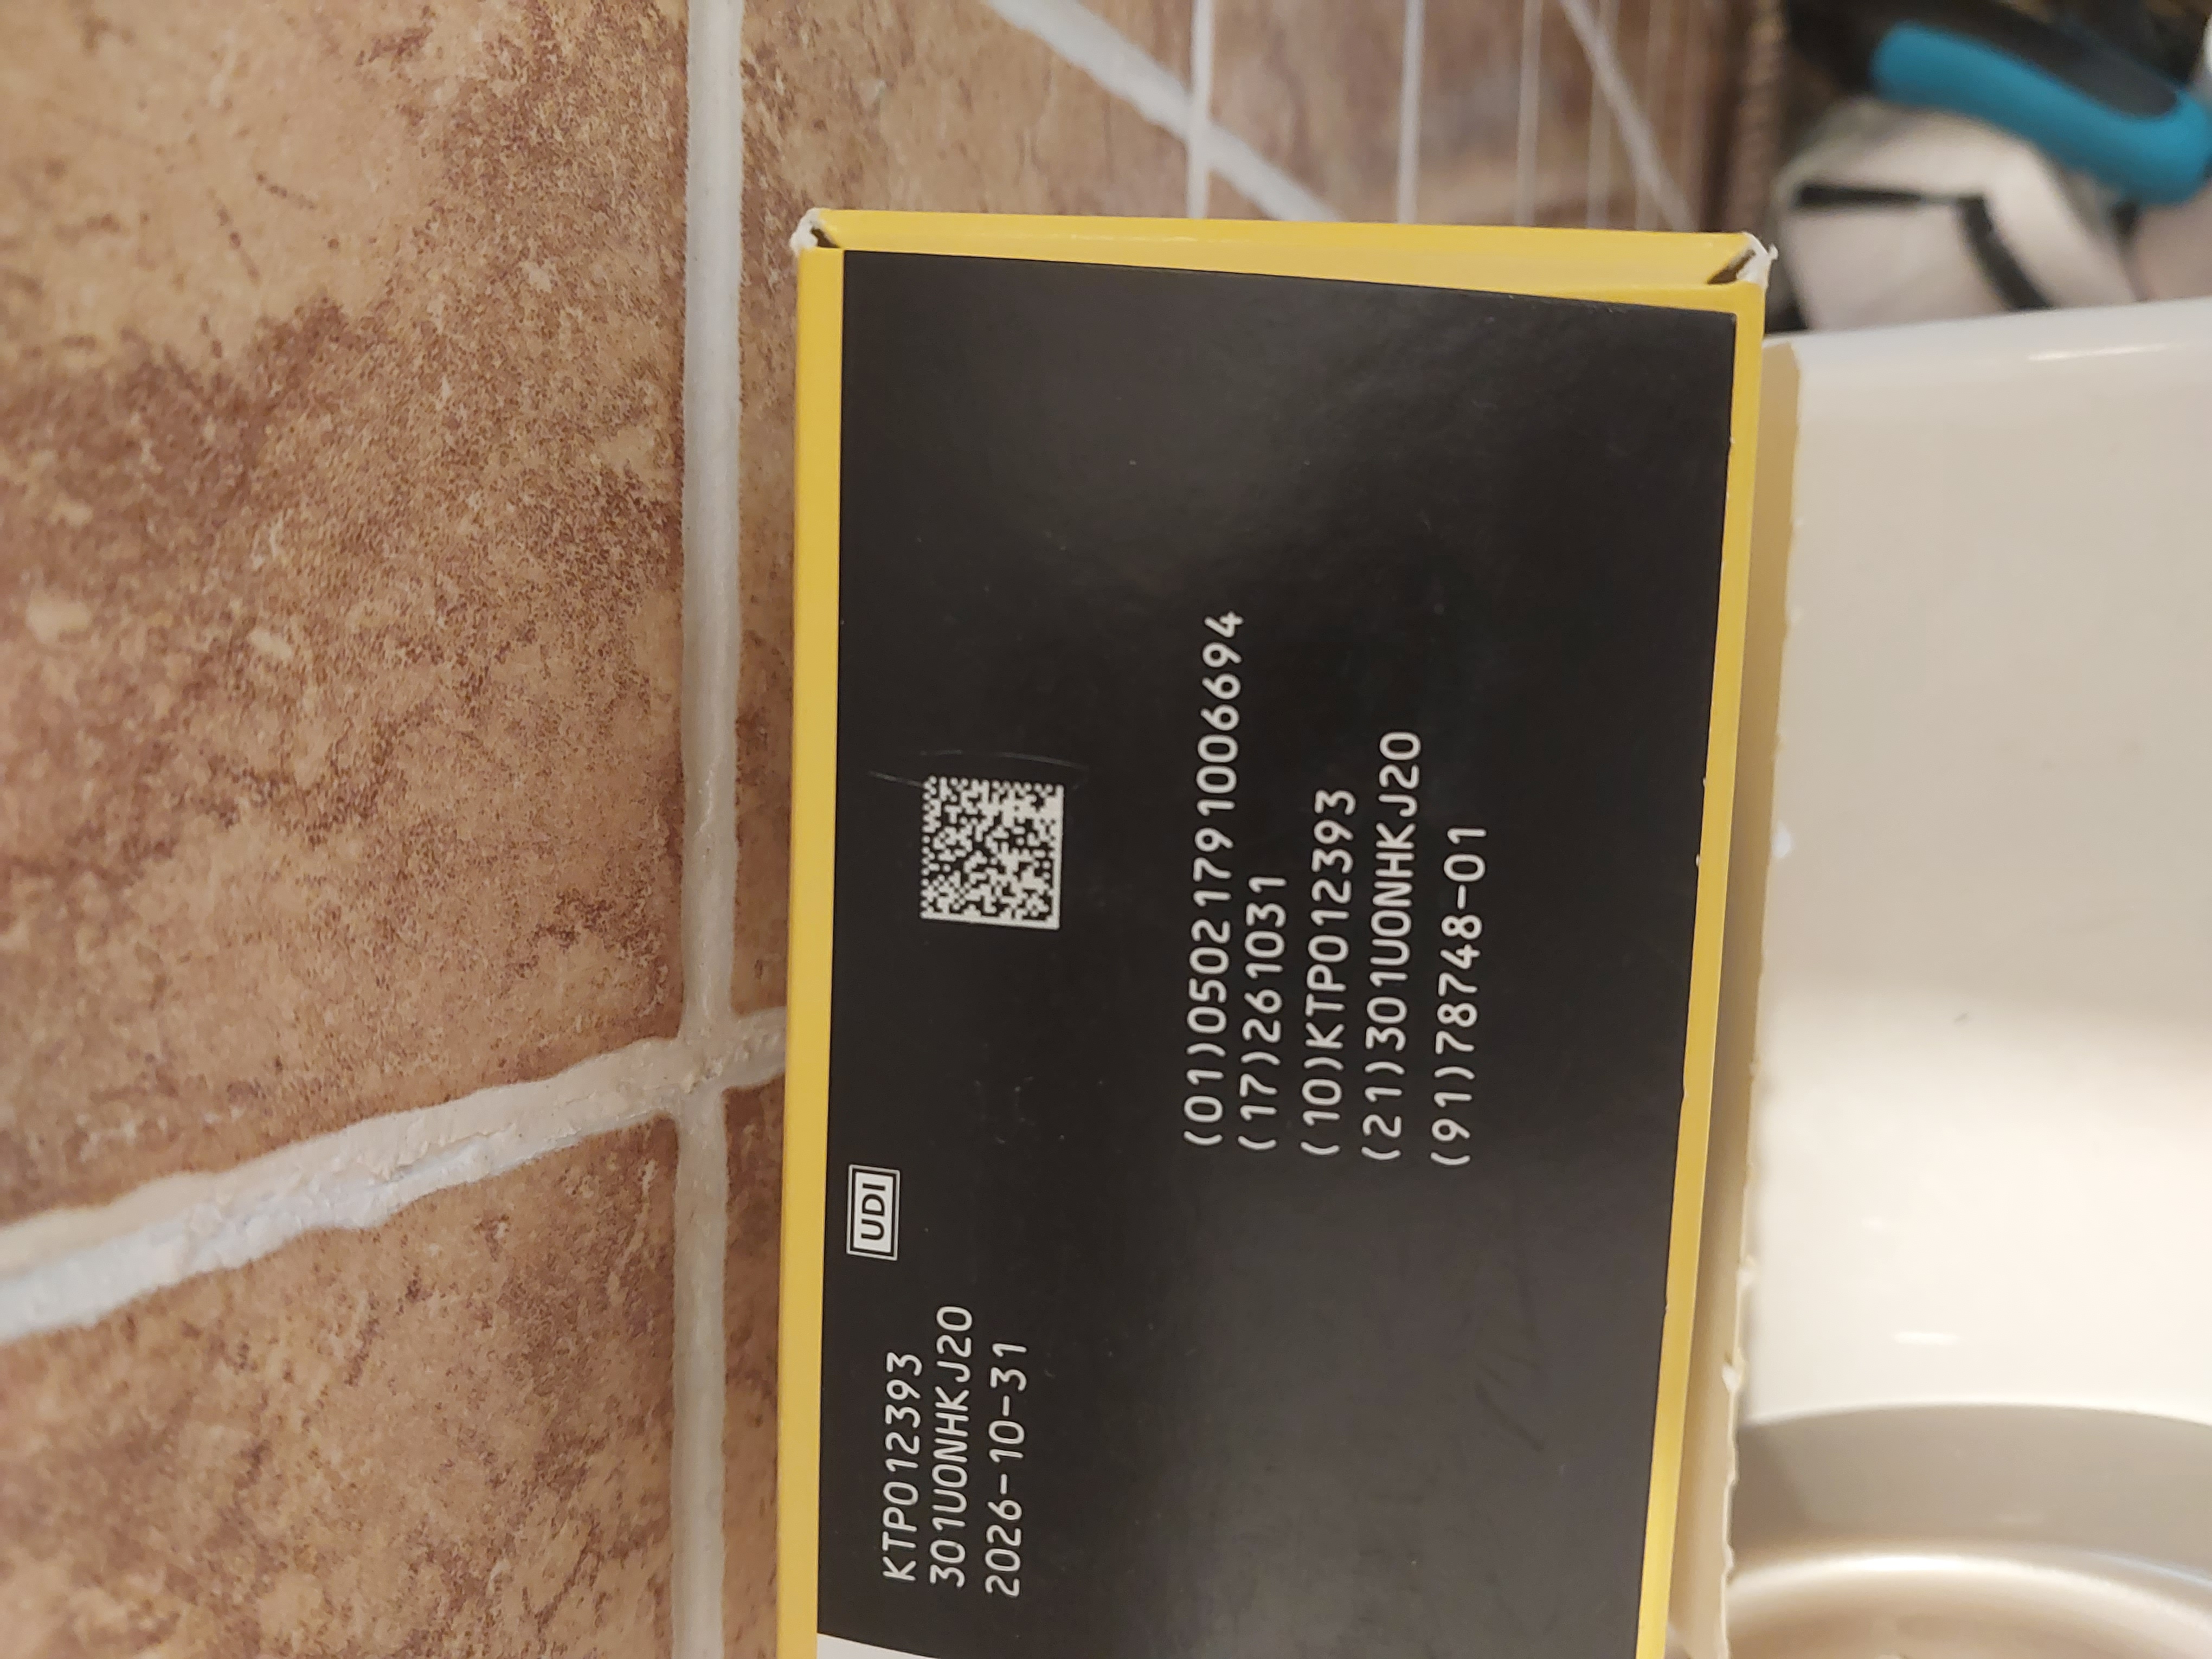 KTP012393
301U0NHKJ20
2026-10-31
UDI
(01)05021791006694
(17)261031
(10)KTP012393
(21)301U0NHKJ20
(91)78748-01